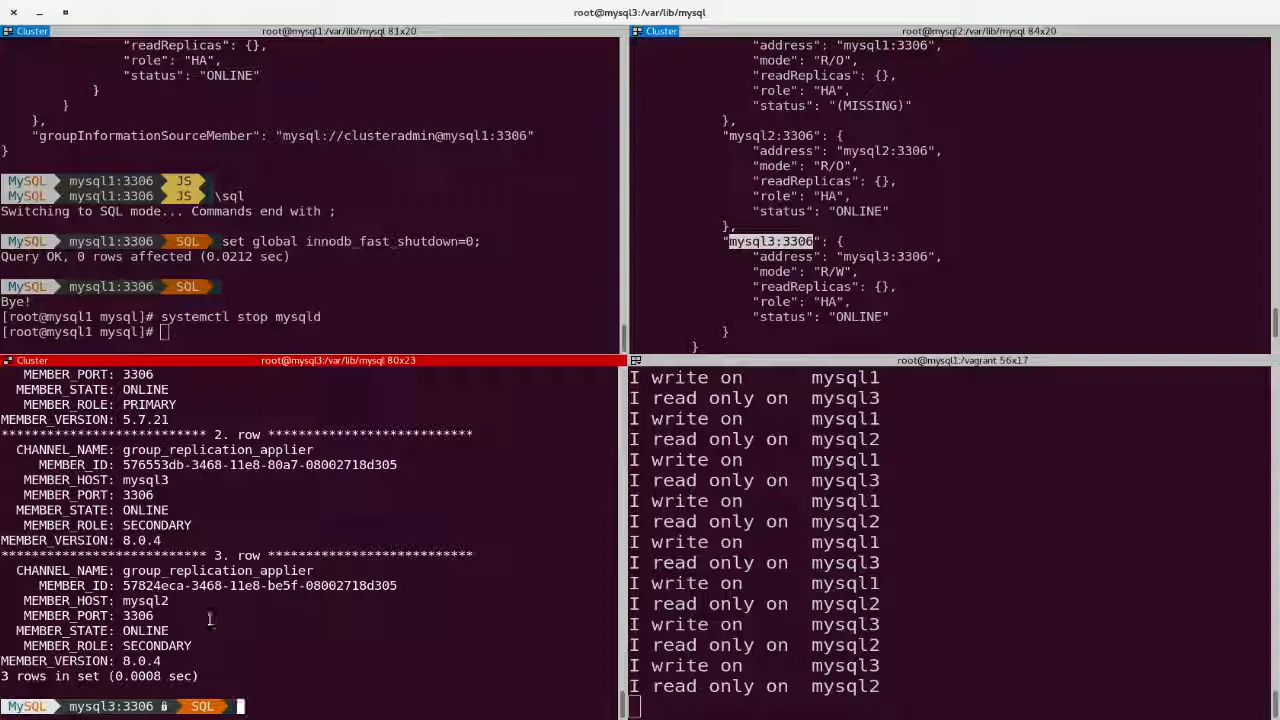 root@mysql3:/var/lib/mysql
Cluster root@mysql1:/var/lib/mysql 81x20
"readReplicas": {},
"role": "HA",
"status": "ONLINE"
}
}
},
"groupInformationSourceMember": "mysql://clusteradmin@mysql1:3306"
}
MySQL mysql1:3306 JS
MySQL mysql1:3306 JS \sql
Switching to SQL mode... Commands end with ;
MySQL mysql1:3306 SQL set global innodb_fast_shutdown=0;
Query OK, 0 rows affected (0.0212 sec)
MySQL mysql1:3306 SQL
Bye!
[root@mysql1 mysql]# systemctl stop mysqld
[root@mysql1 mysql]#
Cluster root@mysql2:/var/lib/mysql 84x20
"address": "mysql1:3306",
"mode": "R/O",
"readReplicas": {},
"role": "HA",
"status": "(MISSING)"
},
"mysql2:3306": {
"address": "mysql2:3306",
"mode": "R/O",
"readReplicas": {},
"role": "HA",
"status": "ONLINE"
},
"mysql3:3306": {
"address": "mysql3:3306",
"mode": "R/W",
"readReplicas": {},
"role": "HA",
"status": "ONLINE"
}
}
Cluster root@mysql3:/var/lib/mysql 80x23
MEMBER_PORT: 3306
MEMBER_STATE: ONLINE
MEMBER_ROLE: PRIMARY
MEMBER_VERSION: 5.7.21
*************************** 2. row ***************************
CHANNEL_NAME: group_replication_applier
MEMBER_ID: 576553db-3468-11e8-80a7-08002718d305
MEMBER_HOST: mysql3
MEMBER_PORT: 3306
MEMBER_STATE: ONLINE
MEMBER_ROLE: SECONDARY
MEMBER_VERSION: 8.0.4
*************************** 3. row ***************************
CHANNEL_NAME: group_replication_applier
MEMBER_ID: 57824eca-3468-11e8-be5f-08002718d305
MEMBER_HOST: mysql2
MEMBER_PORT: 3306
MEMBER_STATE: ONLINE
MEMBER_ROLE: SECONDARY
MEMBER_VERSION: 8.0.4
3 rows in set (0.0008 sec)
MySQL mysql3:3306 SQL
root@mysql1:/vagrant 56x17
I write on mysql1
I read only on mysql3
I write on mysql1
I read only on mysql2
I write on mysql1
I read only on mysql3
I write on mysql1
I read only on mysql2
I write on mysql1
I read only on mysql3
I write on mysql1
I read only on mysql2
I write on mysql3
I read only on mysql2
I write on mysql3
I read only on mysql2